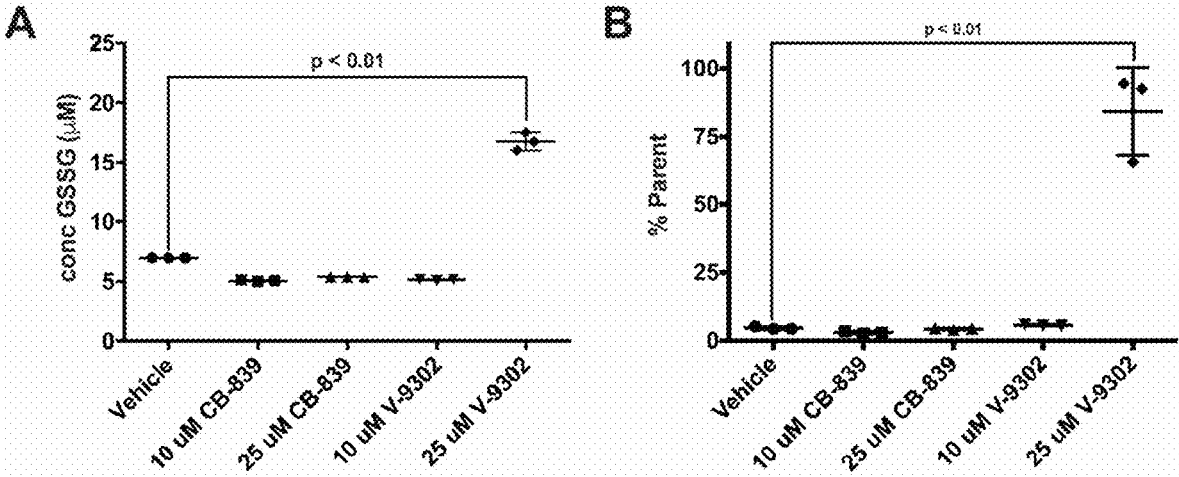 A
conc GSSG (µM)
25
20
15
10
5
0
p < 0.01
Vehicle
10 uM CB-839
25 uM CB-839
10 uM V-9302
25 uM V-9302
B
% Parent
100
75
50
25
0
p < 0.01
Vehicle
10 uM CB-839
25 uM CB-839
10 uM V-9302
25 uM V-9302